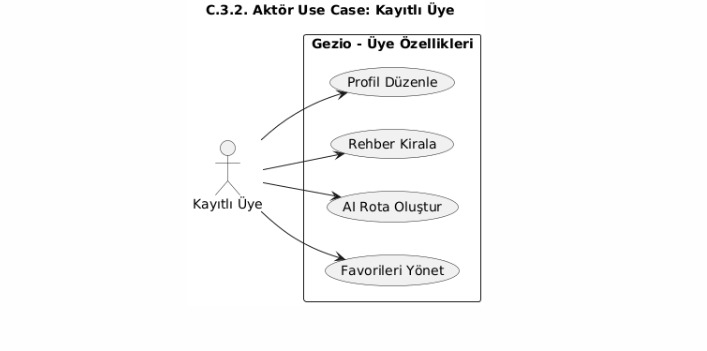 C.3.2. Aktör Use Case: Kayıtlı Üye
Gezio - Üye Özellikleri
Profil Düzenle
Rehber Kirala
AI Rota Oluştur
Kayıtlı Üye
Favorileri Yönet